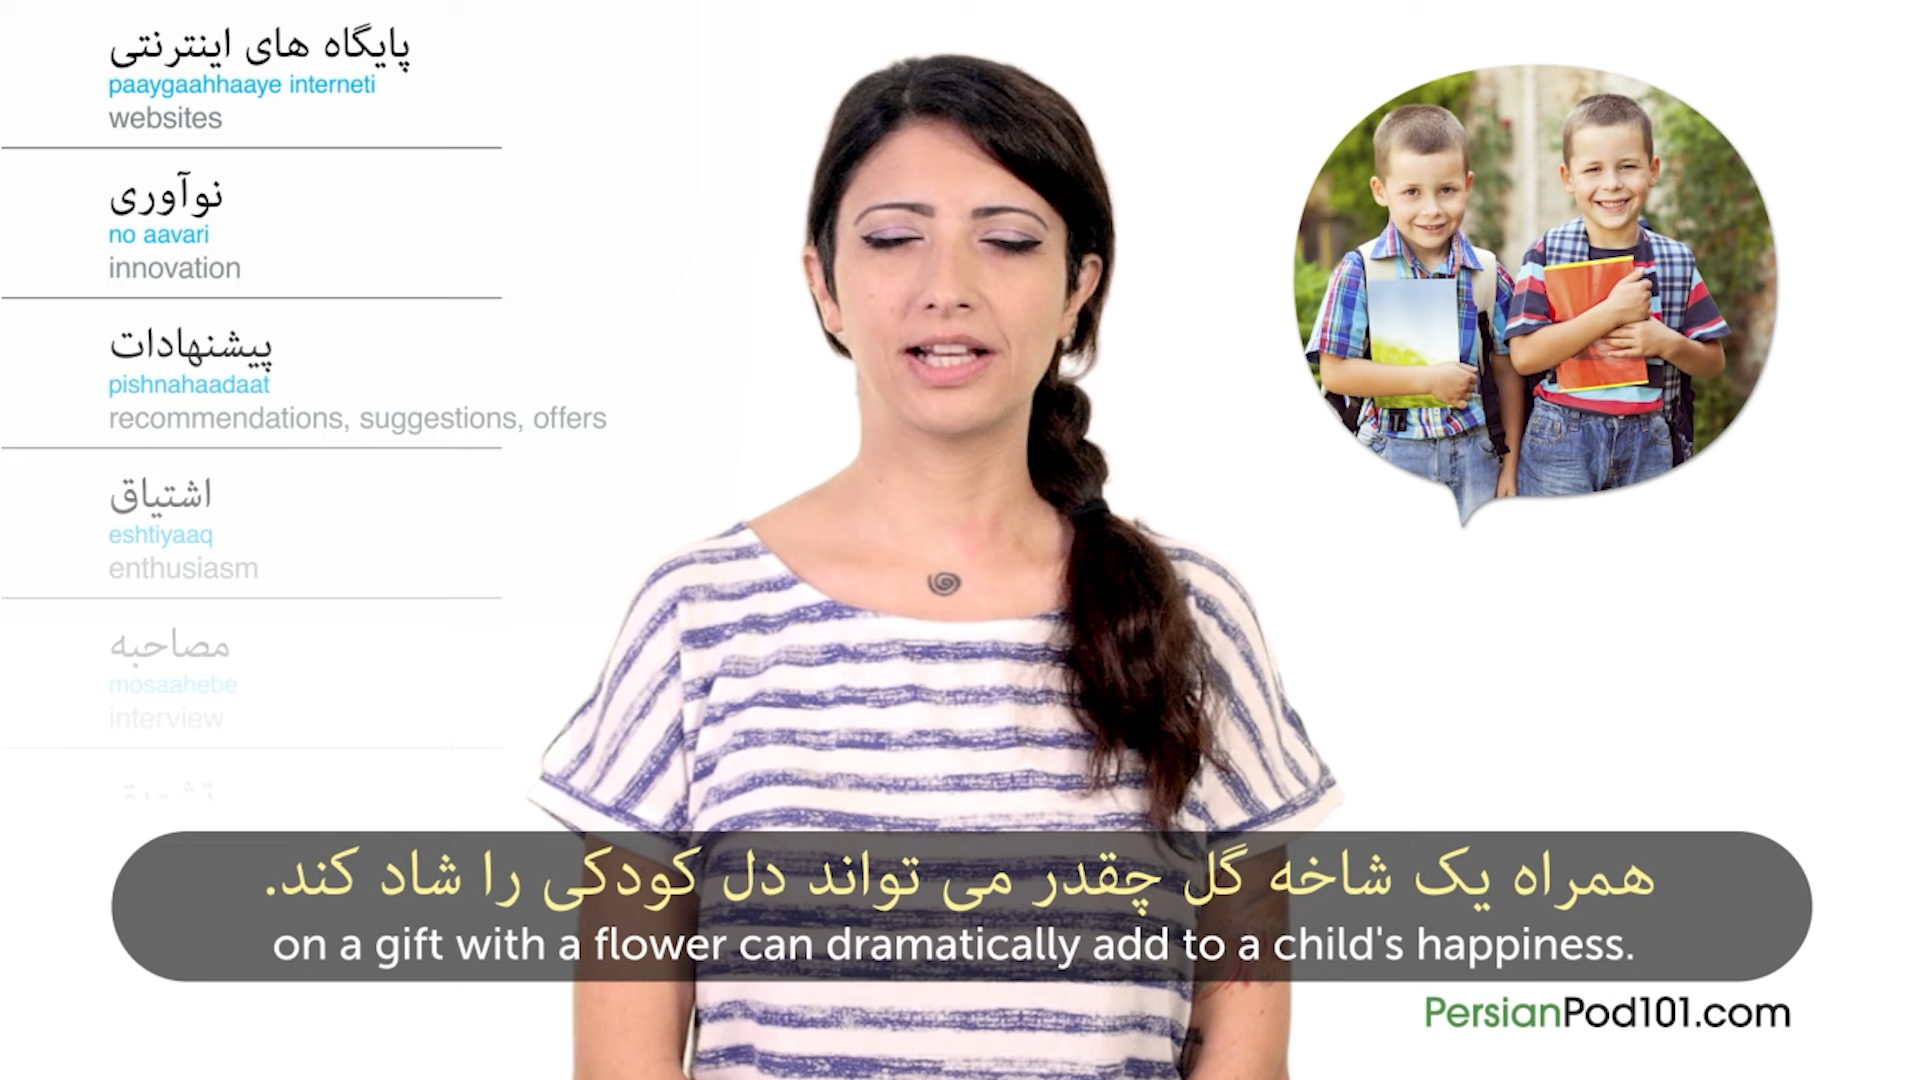 پایگاه های اینترنتی
paaygaahhaaye interneti
websites
نوآوری
no aavari
innovation
پیشنهادات
pishnahaadaat
recommendations, suggestions, offers
اشتیاق
eshtiyaaq
enthusiasm
مصاحبه
mosaahebe
interview
همراه یک شاخه گل چقدر می تواند دل کودکی را شاد کند.
on a gift with a flower can dramatically add to a child's happiness.
PersianPod101.com